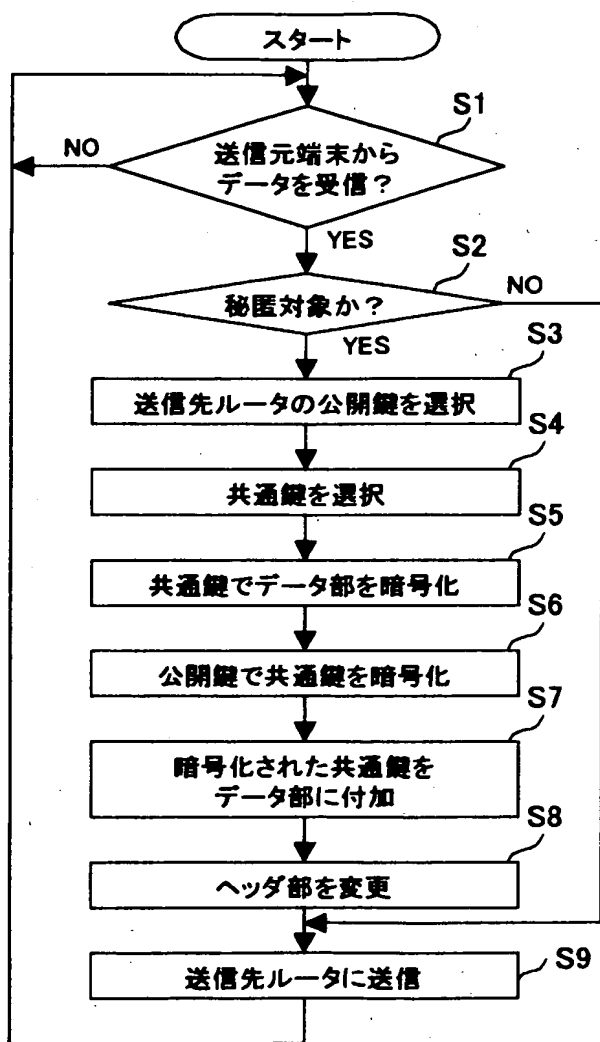 スタート
S1
NO
送信元端末から
データを受信？
YES
S2
NO
秘匿対象か？
YES
S3
送信先ルータの公開鍵を選択
S4
共通鍵を選択
S5
共通鍵でデータ部を暗号化
S6
公開鍵で共通鍵を暗号化
S7
暗号化された共通鍵を
データ部に付加
S8
ヘッダ部を変更
送信先ルータに送信
S9